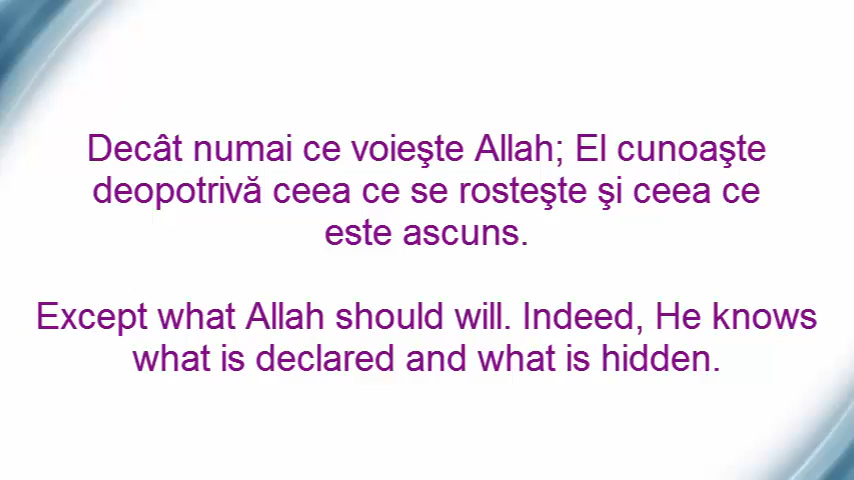 Decât numai ce voieşte Allah; El cunoaşte
deopotrivă ceea ce se rosteşte şi ceea ce
este ascuns.
Except what Allah should will. Indeed, He knows
what is declared and what is hidden.